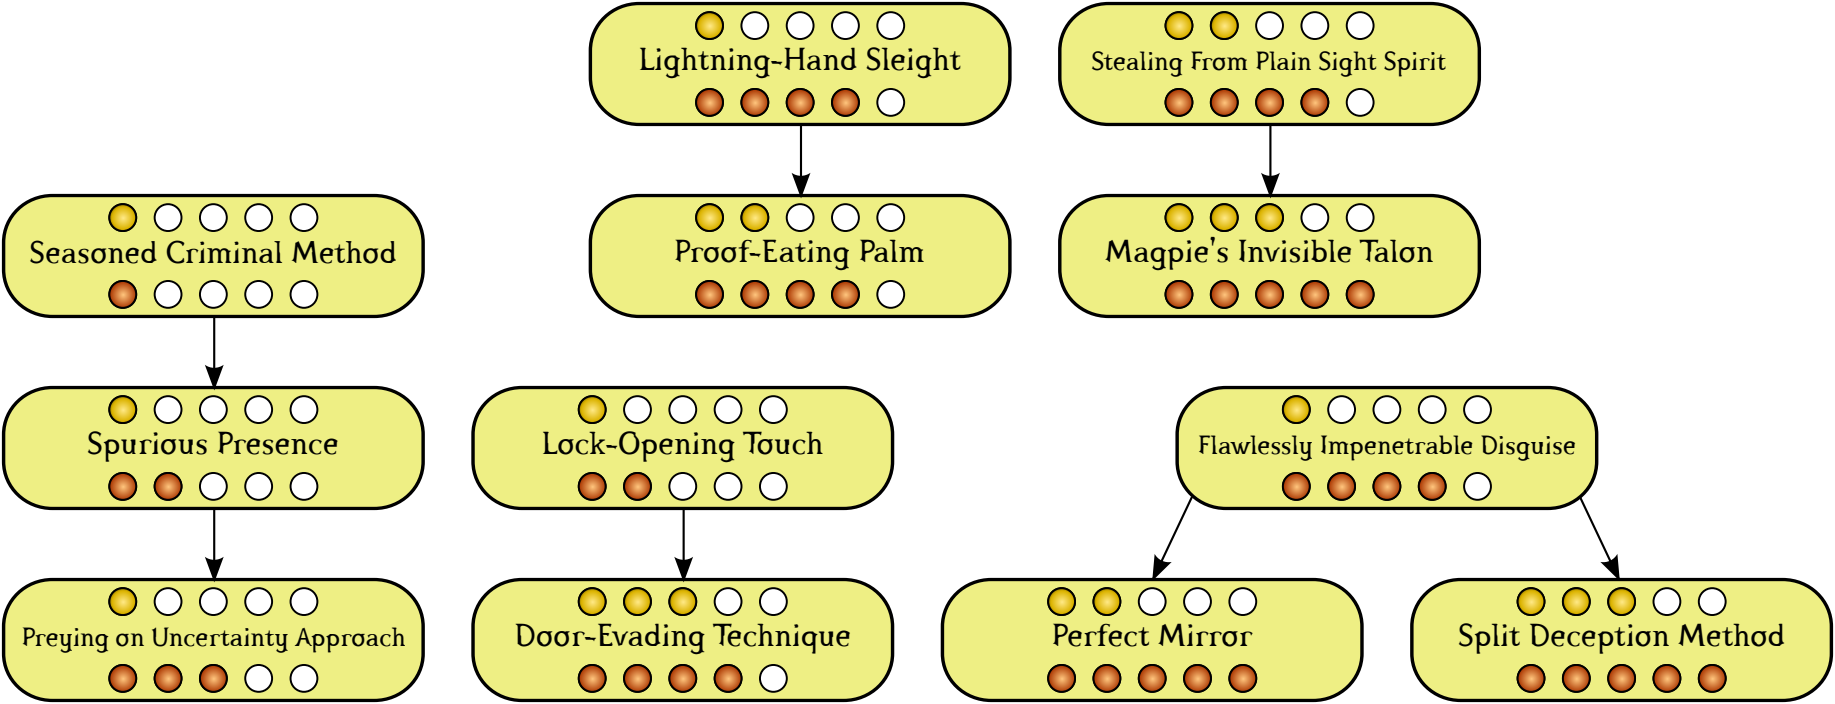 Lightning-Hand Sleight
Stealing From Plain Sight Spirit
Seasoned Criminal Method
Proof-Eating Palm
Magpie's Invisible Talon
Spurious Presence
Lock-Opening Touch
Flawlessly Impenetrable Disguise
Preying on Uncertainty Approach
Door-Evading Technique
Perfect Mirror
Split Deception Method